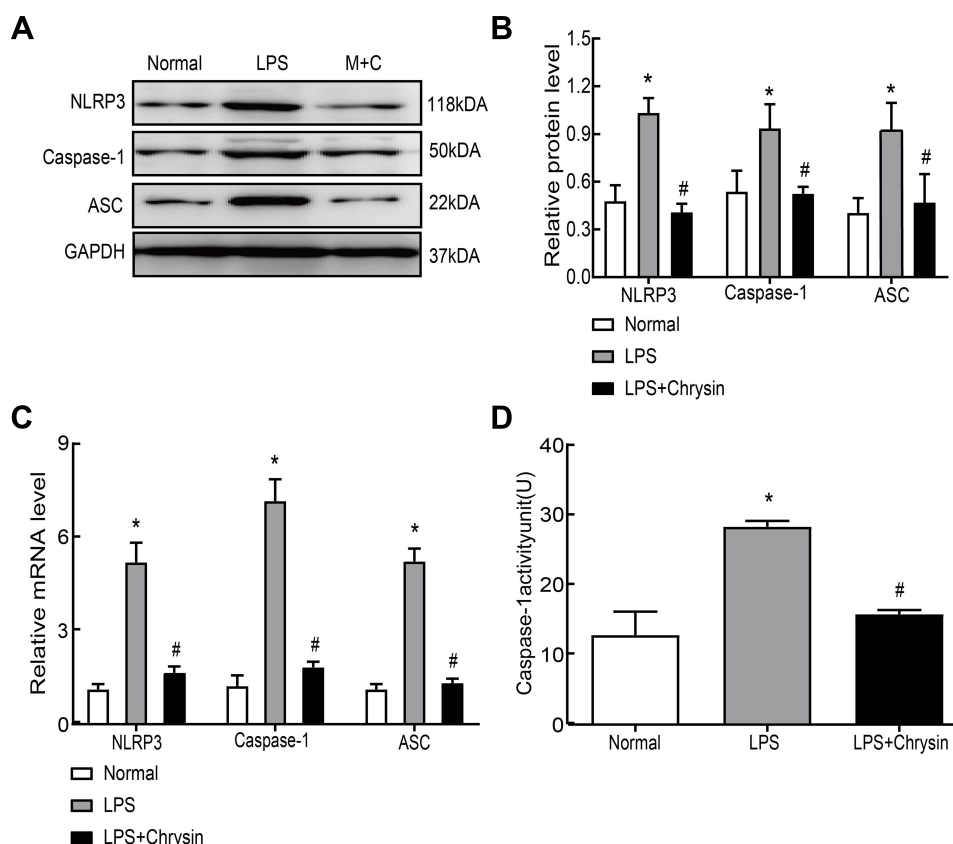 A
Normal LPS M+C
NLRP3 118kDA
Caspase-1 50kDA
ASC 22kDA
GAPDH 37kDA
B
Relative protein level
1.5
1.2
0.9
0.6
0.3
0.0
* # * # * #
NLRP3 Caspase-1 ASC
Normal
LPS
LPS+Chrysin
C
Relative mRNA level
9
6
3
0
* # * # * #
NLRP3 Caspase-1 ASC
Normal
LPS
LPS+Chrysin
D
Caspase-1activityunit(U)
40
30
20
10
0
* #
Normal LPS LPS+Chrysin